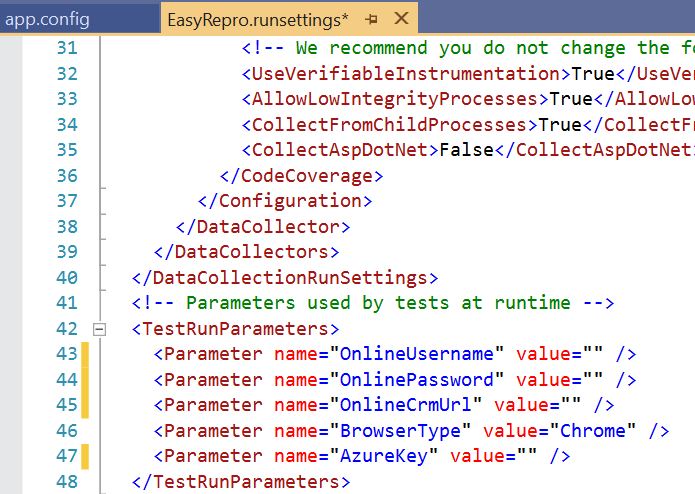 app.config
EasyRepro.runsettings*
31 <!-- We recommend you do not change the
32 <UseVerifiableInstrumentation>True</UseVer
33 <AllowLowIntegrityProcesses>True</AllowLow
34 <CollectFromChildProcesses>True</CollectF
35 <CollectAspDotNet>False</CollectAspDotNet>
36 </CodeCoverage>
37 </Configuration>
38 </DataCollector>
39 </DataCollectors>
40 </DataCollectionRunSettings>
41 <!-- Parameters used by tests at runtime -->
42 <TestRunParameters>
43 <Parameter name="OnlineUsername" value="" />
44 <Parameter name="OnlinePassword" value="" />
45 <Parameter name="OnlineCrmUrl" value="" />
46 <Parameter name="BrowserType" value="Chrome" />
47 <Parameter name="AzureKey" value="" />
48 </TestRunParameters>